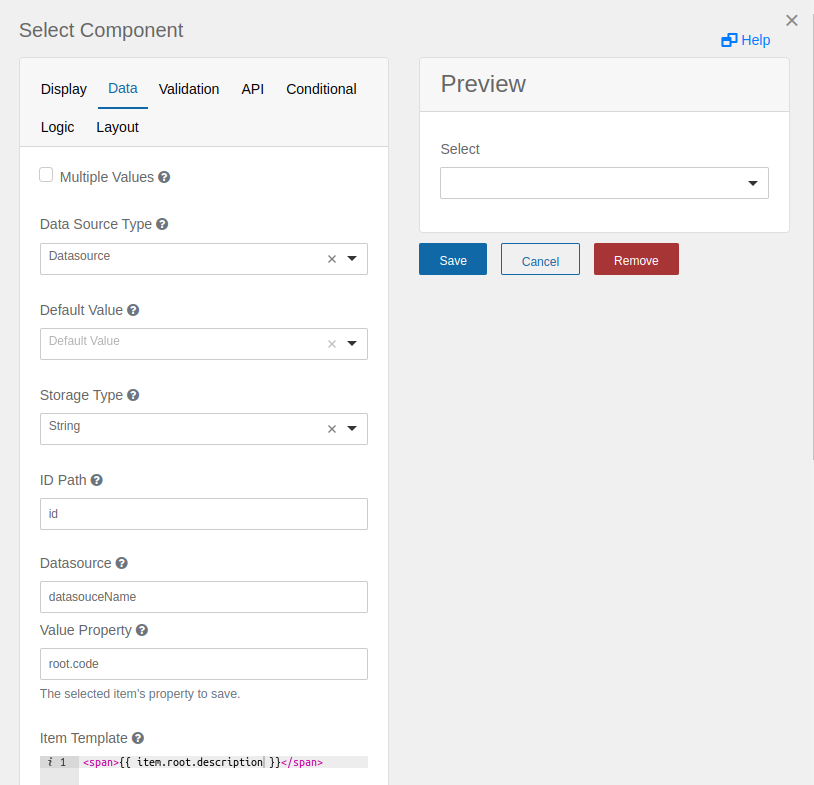 Select Component
Help
Display Data Validation API Conditional
Logic Layout
Multiple Values
Data Source Type
Datasource
Default Value
Default Value
Storage Type
String
ID Path
id
Datasource
datasouceName
Value Property
root.code
The selected item's property to save.
Item Template
i 1 <span>{{ item.root.description }}</span>
Preview
Select
Save Cancel Remove